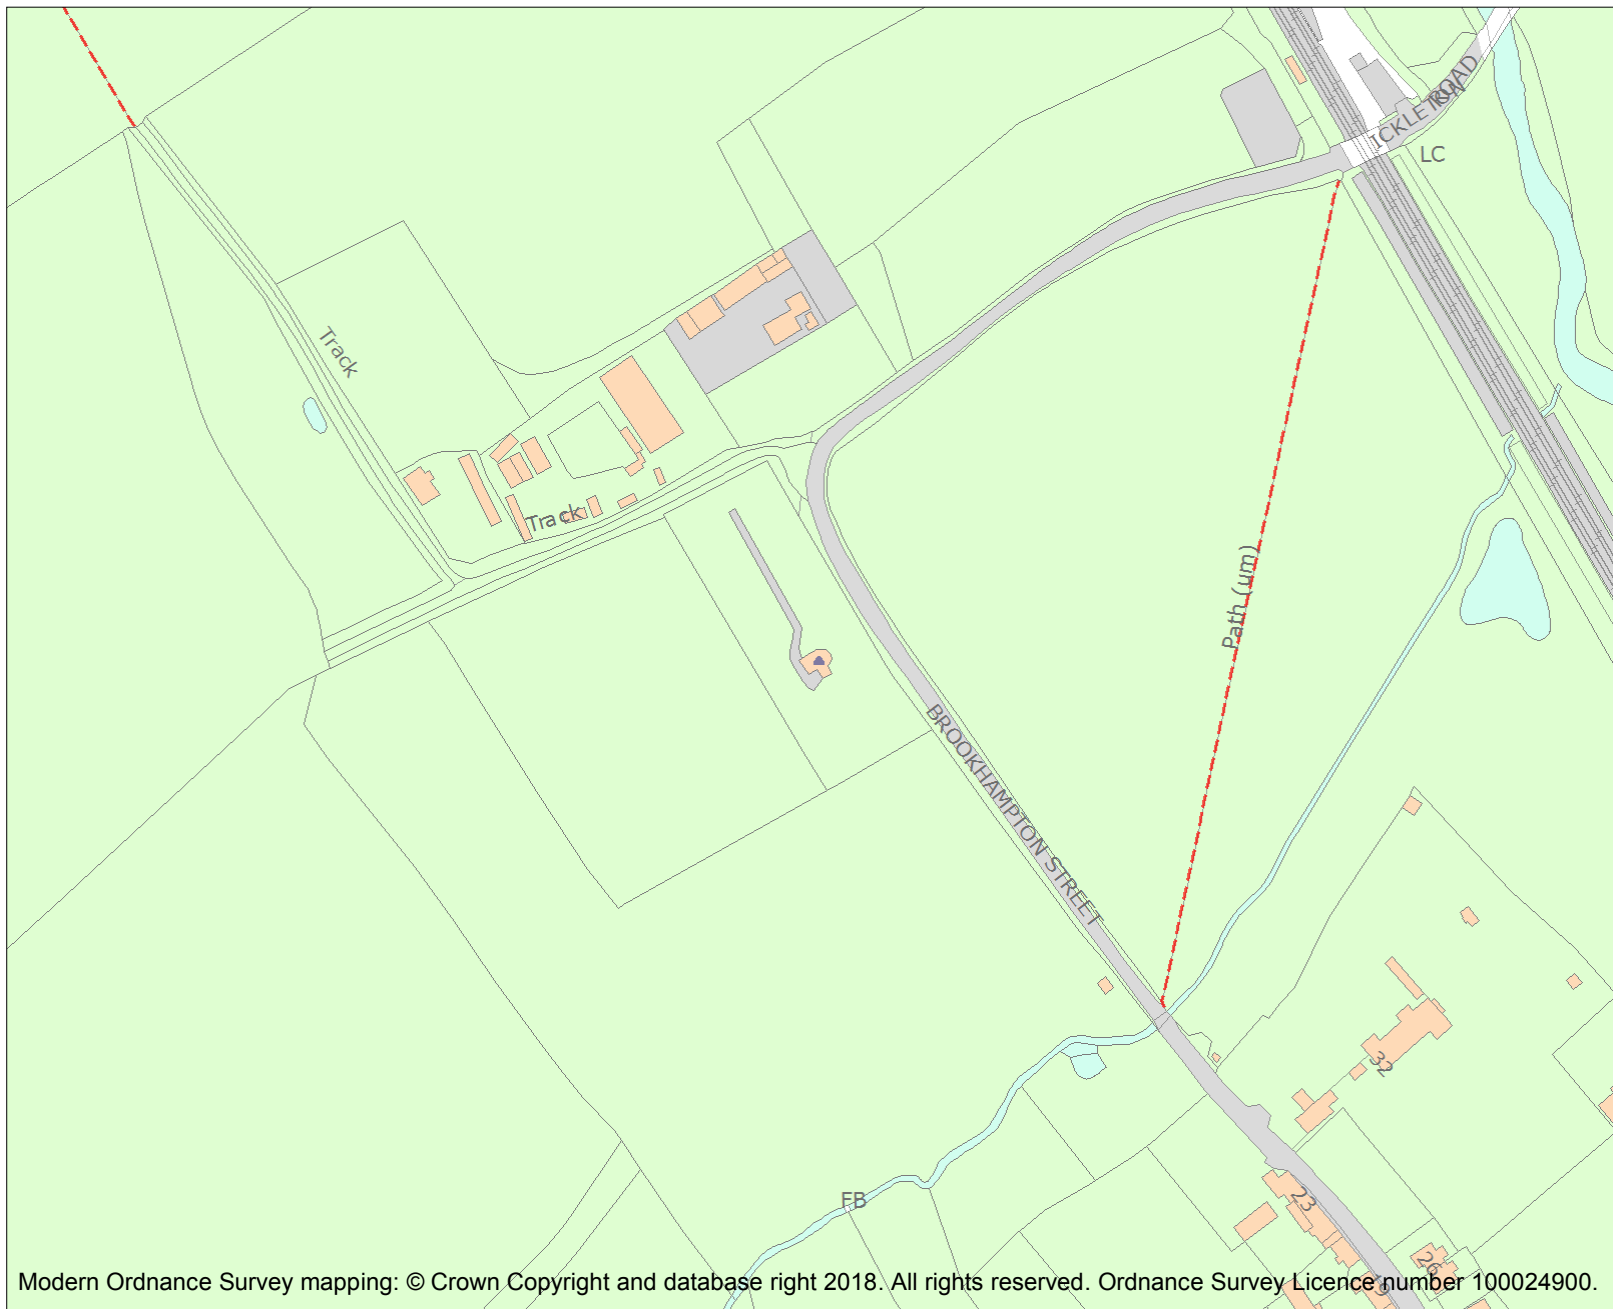 ICKLETON ROAD
LC
Track
Track
Path (um)
BROOKHAMPTON STREET
32
FB
23
26
Modern Ordnance Survey mapping: © Crown Copyright and database right 2018. All rights reserved. Ordnance Survey Licence number 100024900.